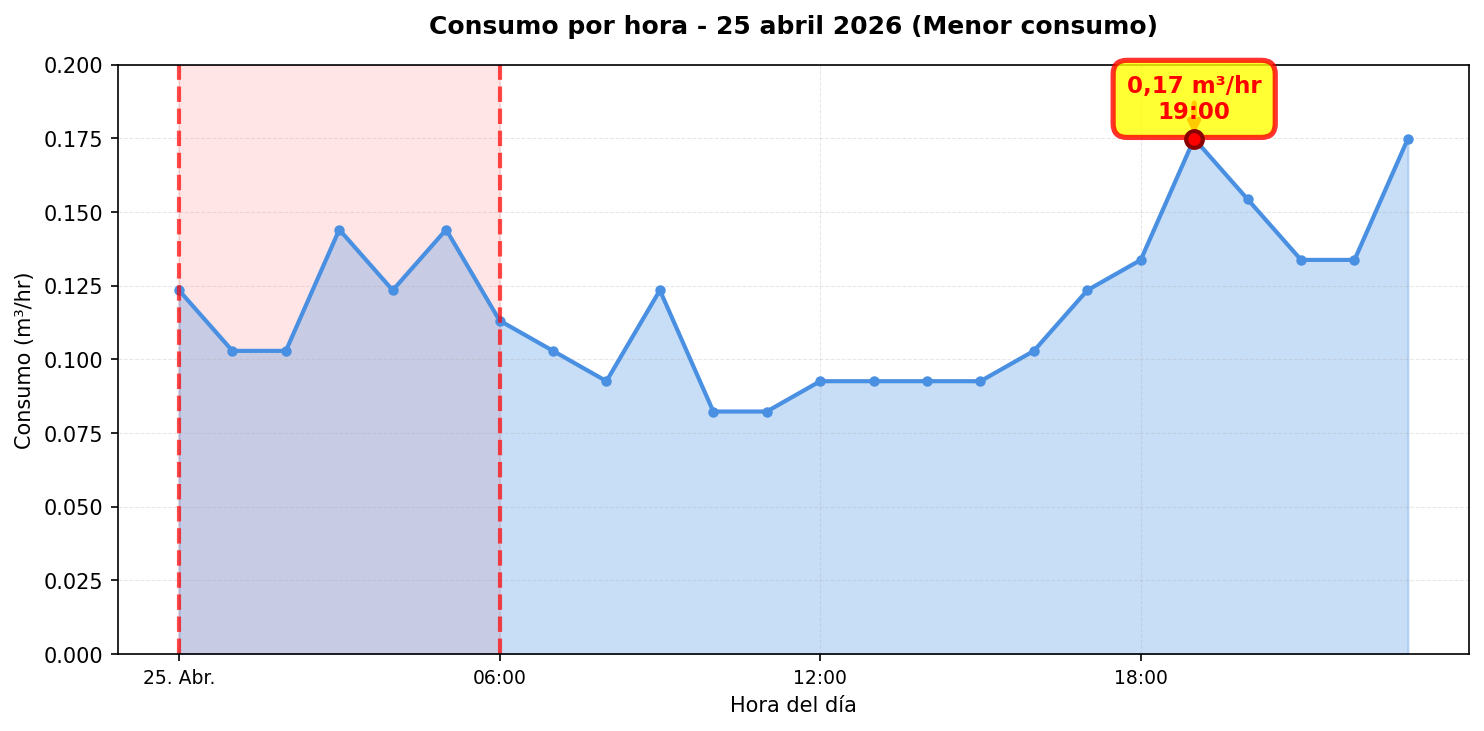 Consumo por hora - 25 abril 2026 (Menor consumo)
0,17 m³/hr
19:00
Consumo (m³/hr)
0.200
0.175
0.150
0.125
0.100
0.075
0.050
0.025
0.000
25. Abr.
06:00
12:00
18:00
Hora del día